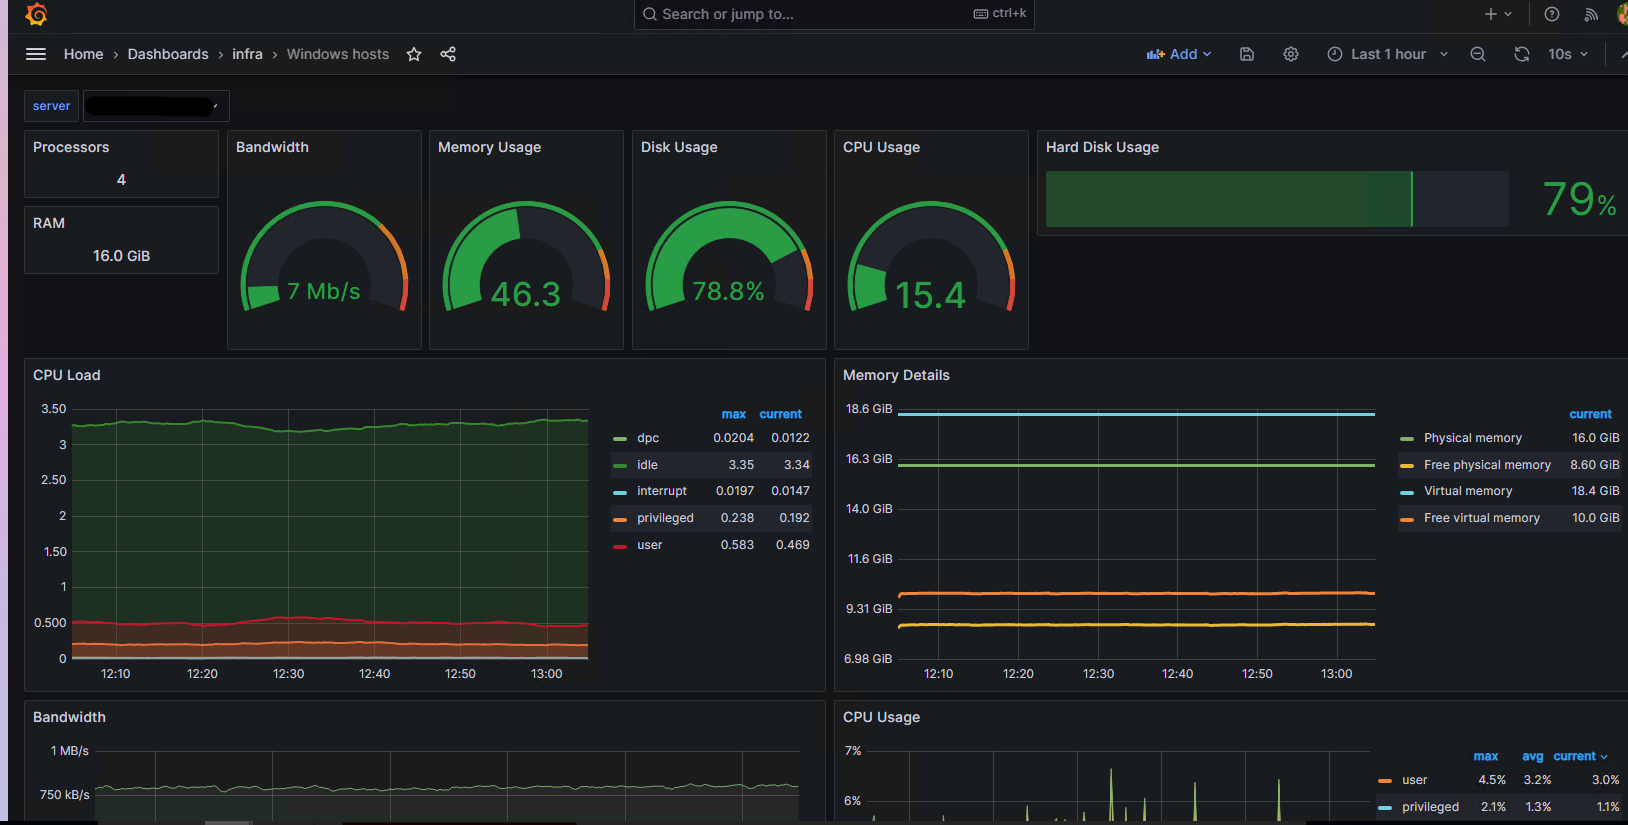 Search or jump to...
ctrl+k
Home
Dashboards
infra
Windows hosts
Add
Last 1 hour
10s
server
Processors
4
RAM
16.0 GiB
Bandwidth
7 Mb/s
Memory Usage
46.3
Disk Usage
78.8%
CPU Usage
15.4
Hard Disk Usage
79%
CPU Load
3.50
3
2.50
2
1.50
1
0.500
0
12:10 12:20 12:30 12:40 12:50 13:00
max current
dpc 0.0204 0.0122
idle 3.35 3.34
interrupt 0.0197 0.0147
privileged 0.238 0.192
user 0.583 0.469
Memory Details
18.6 GiB
16.3 GiB
14.0 GiB
11.6 GiB
9.31 GiB
6.98 GiB
12:10 12:20 12:30 12:40 12:50 13:00
current
Physical memory 16.0 GiB
Free physical memory 8.60 GiB
Virtual memory 18.4 GiB
Free virtual memory 10.0 GiB
Bandwidth
1 MB/s
750 kB/s
CPU Usage
7%
6%
max avg current
user 4.5% 3.2% 3.0%
privileged 2.1% 1.3% 1.1%